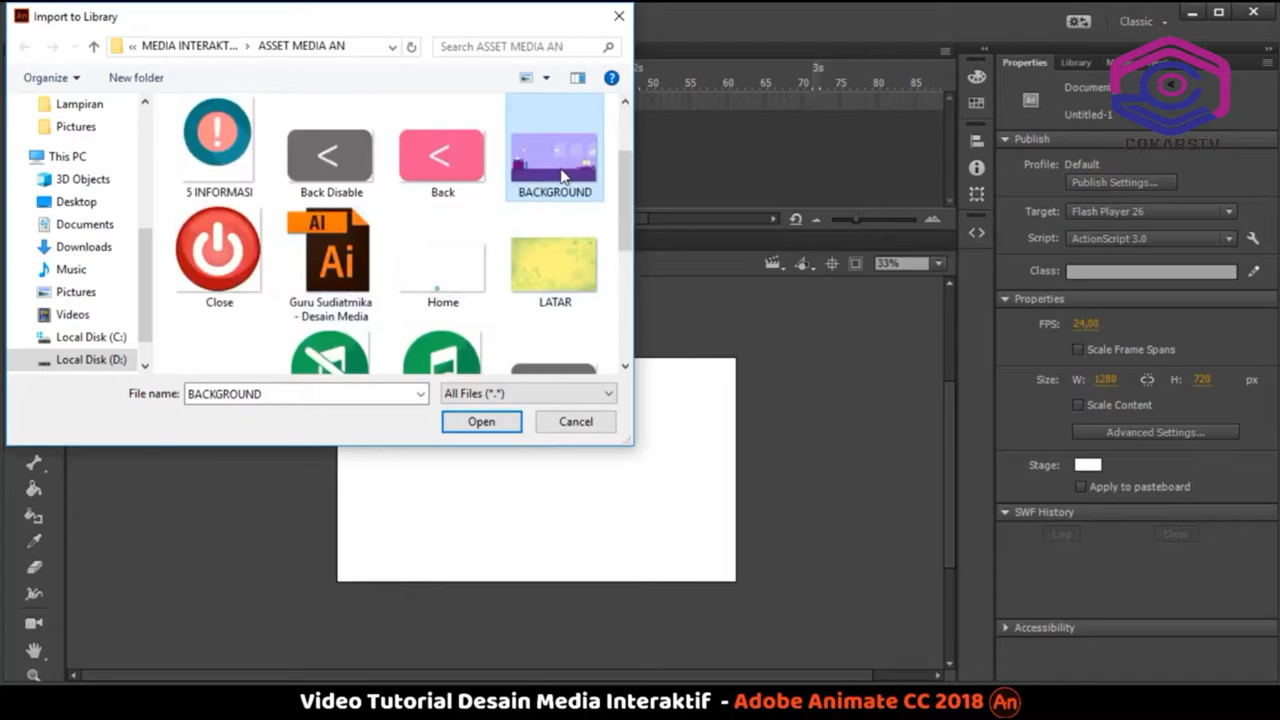 Import to Library
Classic
MEDIA INTERAKT...
ASSET MEDIA AN
Search ASSET MEDIA AN
Organize
New folder
Lampiran
Pictures
This PC
3D Objects
Desktop
Documents
Downloads
Music
Pictures
Videos
Local Disk (C:)
Local Disk (D:)
5 INFORMASI
Back Disable
Back
BACKGROUND
Close
Ai
Ai
Guru Sudiatmika
- Desain Media
Home
LATAR
File name:
BACKGROUND
All Files (*.*)
Open
Cancel
50 55 60 65 70 75 80 85
3s
33%
Properties
Library
Untitled-1
COKARSTV
Publish
Profile: Default
Publish Settings...
Target: Flash Player 26
Script: ActionScript 3.0
Class:
Properties
FPS: 24,00
Scale Frame Spans
Size: W: 1280 H: 720 px
Scale Content
Advanced Settings...
Stage:
Apply to pasteboard
SWF History
Log
Clear
Accessibility
Video Tutorial Desain Media Interaktif - Adobe Animate CC 2018 An